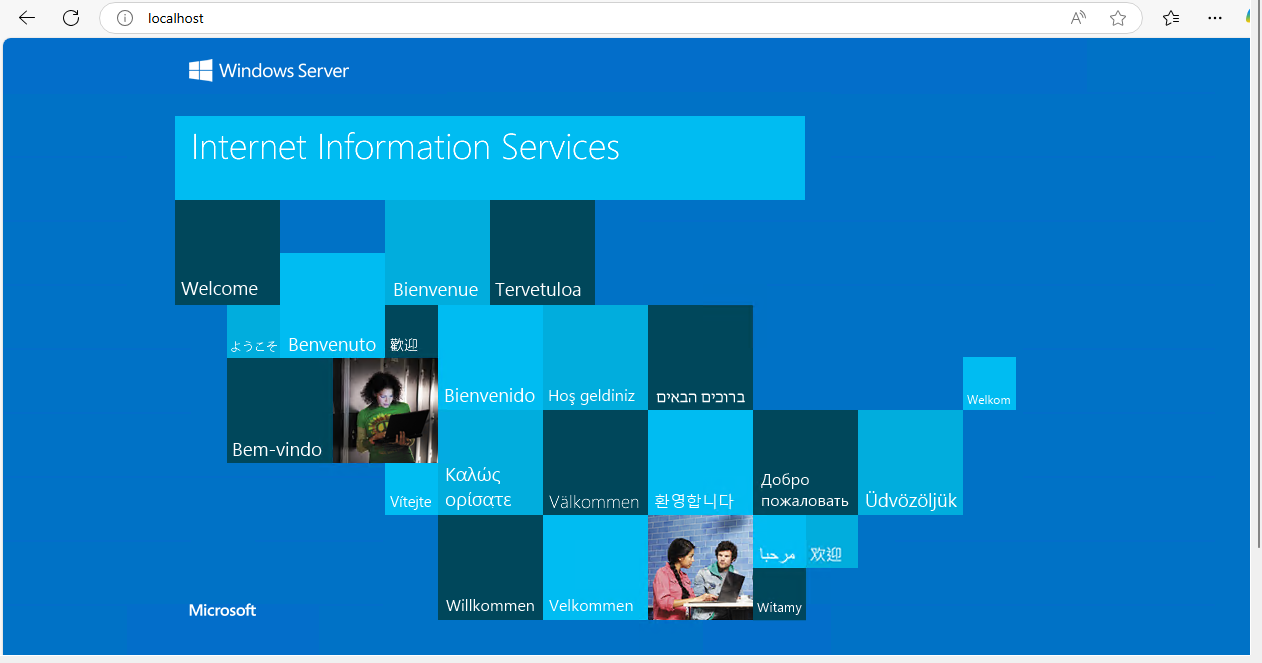 localhost
Windows Server
Internet Information Services
Welcome
Bienvenue
Tervetuloa
ようこそ
Benvenuto
歡迎
Bienvenido
Hoş geldiniz
ברוכים הבאים
Welkom
Bem-vindo
Vítejte
Καλώς
ορίσατε
Välkommen
환영합니다
Добро
пожаловать
Üdvözöljük
Microsoft
Willkommen
Velkommen
مرحبا
欢迎
Witamy